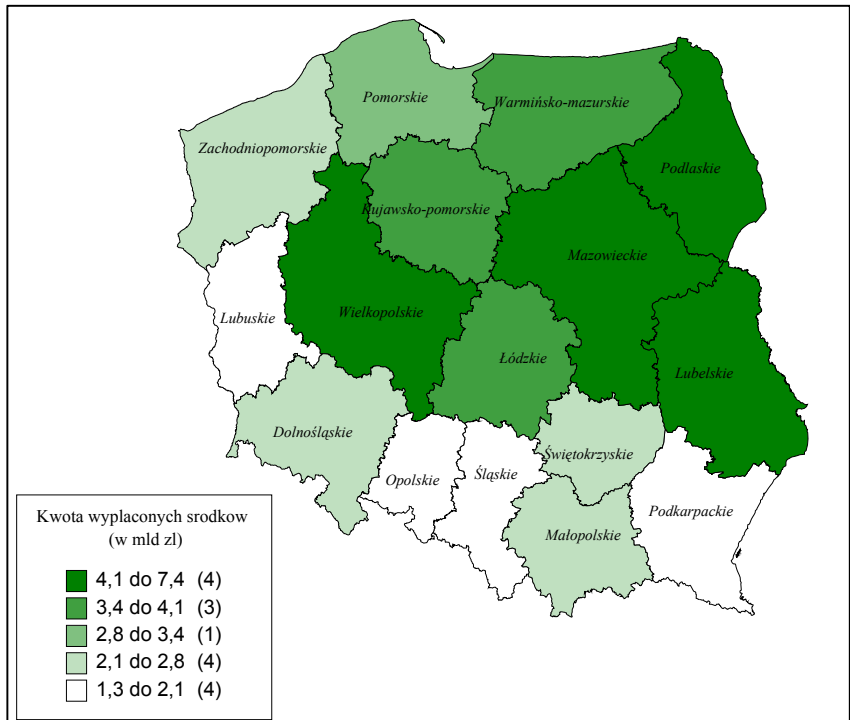 Pomorskie
Warmińsko-mazurskie
Zachodniopomorskie
Podlaskie
Kujawsko-pomorskie
Mazowieckie
Lubuskie
Wielkopolskie
Łódzkie
Lubelskie
Dolnośląskie
Świętokrzyskie
Opolskie
Śląskie
Podkarpackie
Małopolskie
Kwota wyplaconych srodkow
(w mld zl)
4,1 do 7,4 (4)
3,4 do 4,1 (3)
2,8 do 3,4 (1)
2,1 do 2,8 (4)
1,3 do 2,1 (4)